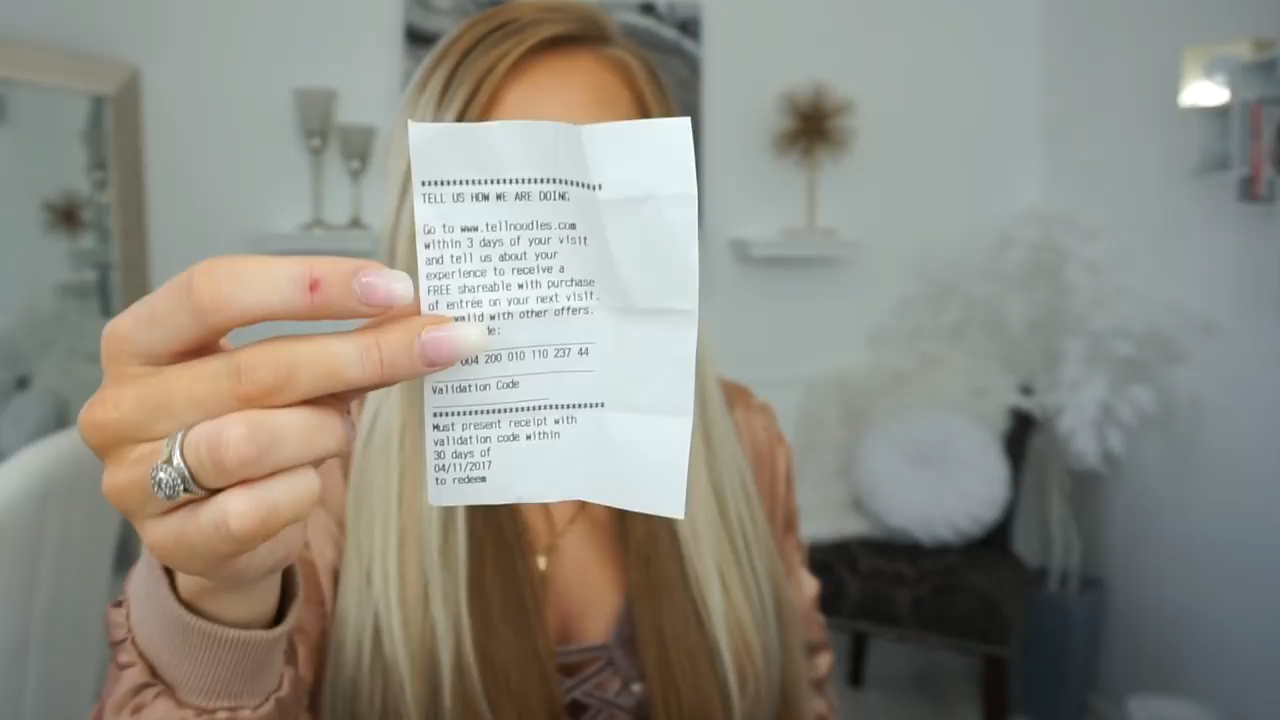 ************************************
TELL US HOW WE ARE DOING
Go to www.tellnoodles.com
within 3 days of your visit
and tell us about your
experience to receive a
FREE shareable with purchase
of entrée on your next visit.
valid with other offers.
004 200 010 110 237 44
Validation Code
************************************
Must present receipt with
validation code within
30 days of
04/11/2017
to redeem